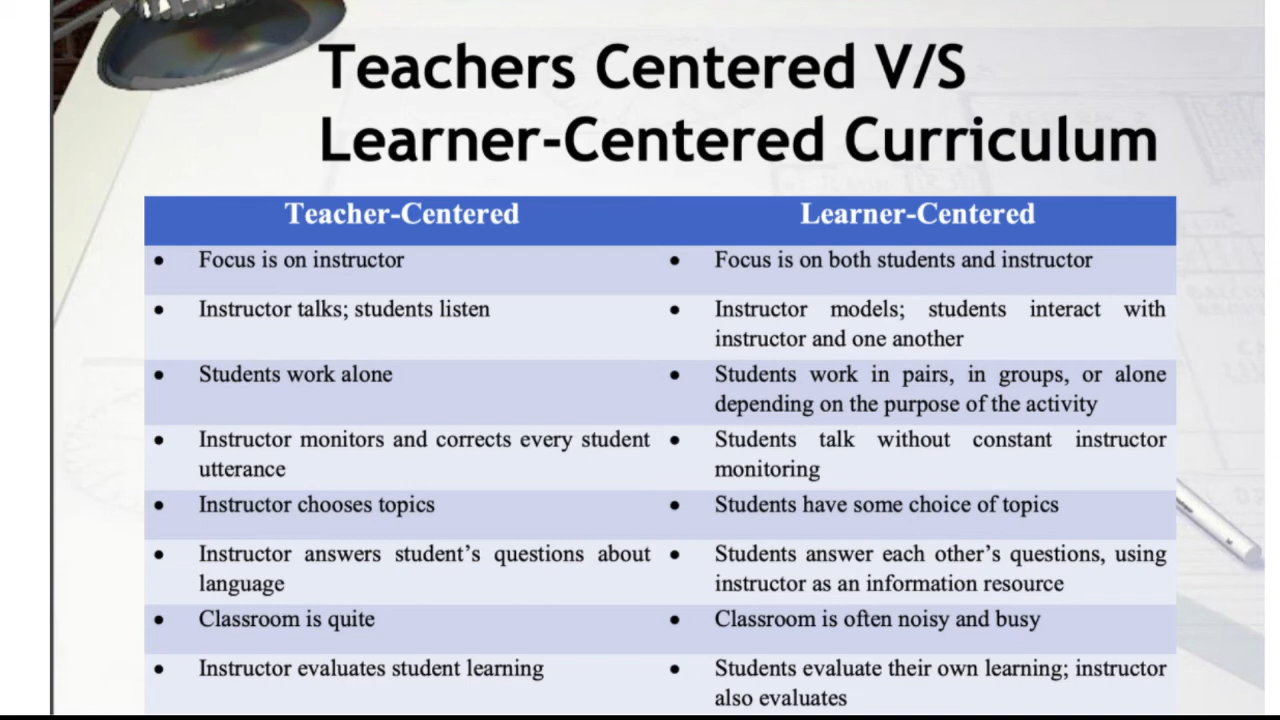 Teachers Centered V/S
Learner-Centered Curriculum
Teacher-Centered
Learner-Centered
• Focus is on instructor
• Focus is on both students and instructor
• Instructor talks; students listen
• Instructor models; students interact with
instructor and one another
• Students work alone
• Students work in pairs, in groups, or alone
depending on the purpose of the activity
• Instructor monitors and corrects every student
utterance
• Students talk without constant instructor
monitoring
• Instructor chooses topics
• Students have some choice of topics
• Instructor answers student’s questions about
language
• Students answer each other’s questions, using
instructor as an information resource
• Classroom is quite
• Classroom is often noisy and busy
• Instructor evaluates student learning
• Students evaluate their own learning; instructor
also evaluates